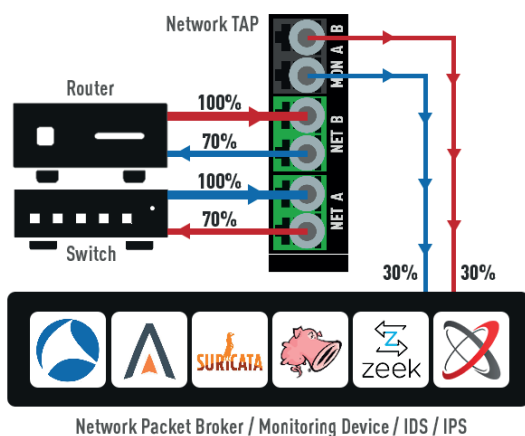 Network TAP
MON A B
Router
100%
70%
NET B
100%
70%
NET A
Switch
30%
30%
SURICATA
Z
zeek
Network Packet Broker / Monitoring Device / IDS / IPS